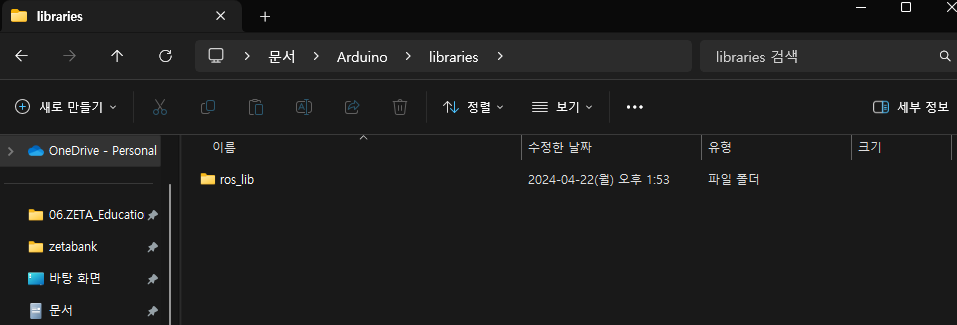 libraries
문서 Arduino libraries libraries 검색
새로 만들기 정렬 보기 세부 정보
OneDrive - Personal
이름 수정한 날짜 유형 크기
ros_lib 2024-04-22(월) 오후 1:53 파일 폴더
06.ZETA_Educatio
zetabank
바탕 화면
문서